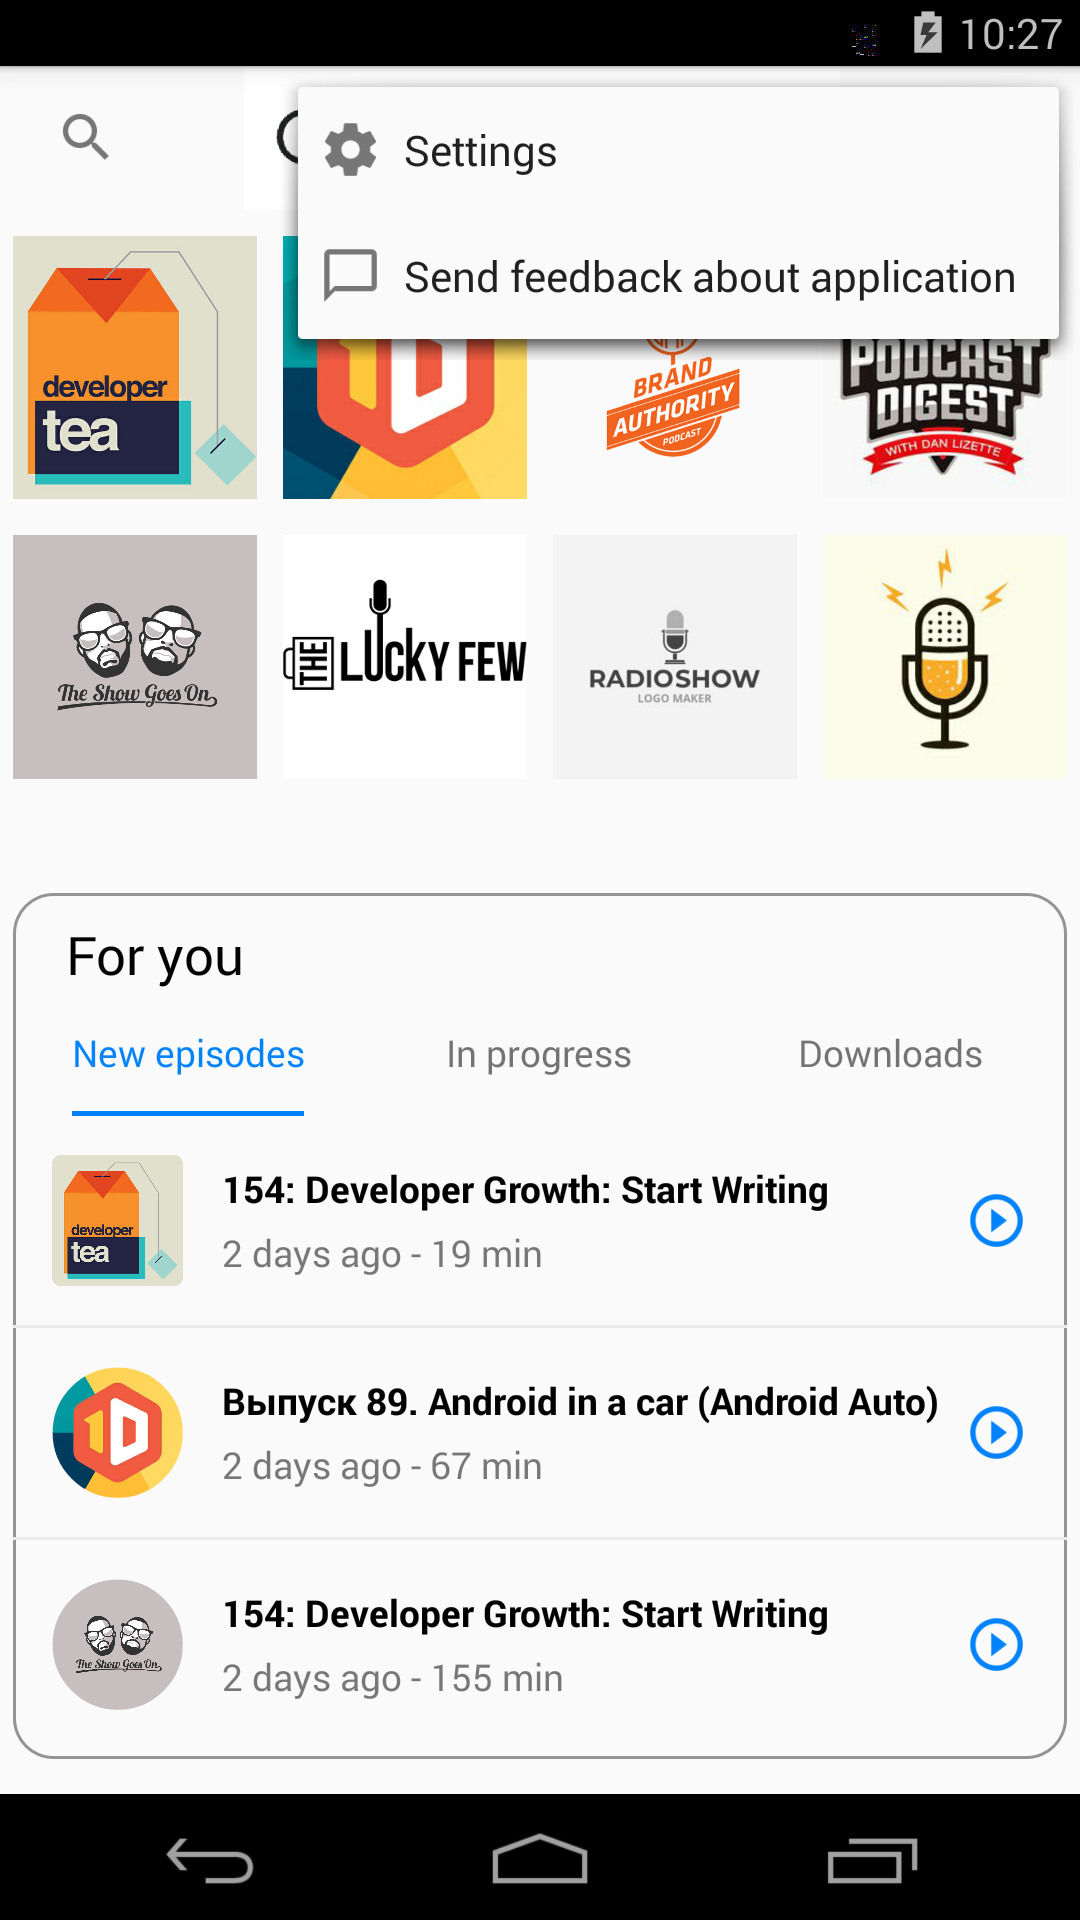 10:27
Settings
Send feedback about application
developer
tea
1D
BRAND
AUTHORITY
PODCAST
PODCAST
DIGEST
WITH DAN LIZETTE
The Show Goes On
THE LUCKY FEW
RADIOSHOW
LOGO MAKER
For you
New episodes
In progress
Downloads
developer
tea
154: Developer Growth: Start Writing
2 days ago - 19 min
1D
Выпуск 89. Android in a car (Android Auto)
2 days ago - 67 min
The Show Goes On
154: Developer Growth: Start Writing
2 days ago - 155 min